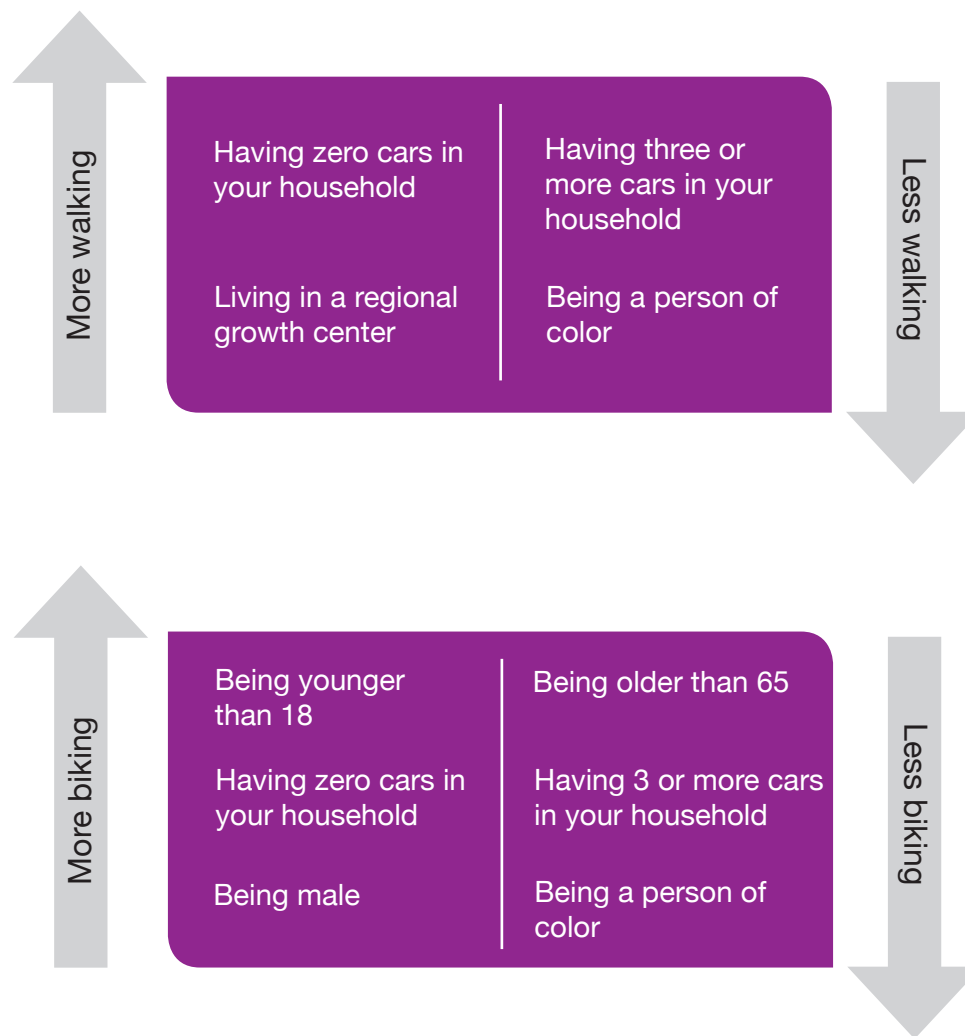 More walking
Having zero cars in
your household
Living in a regional
growth center
Having three or
more cars in your
household
Being a person of
color
Less walking
More biking
Being younger
than 18
Having zero cars in
your household
Being male
Being older than 65
Having 3 or more cars
in your household
Being a person of
color
Less biking